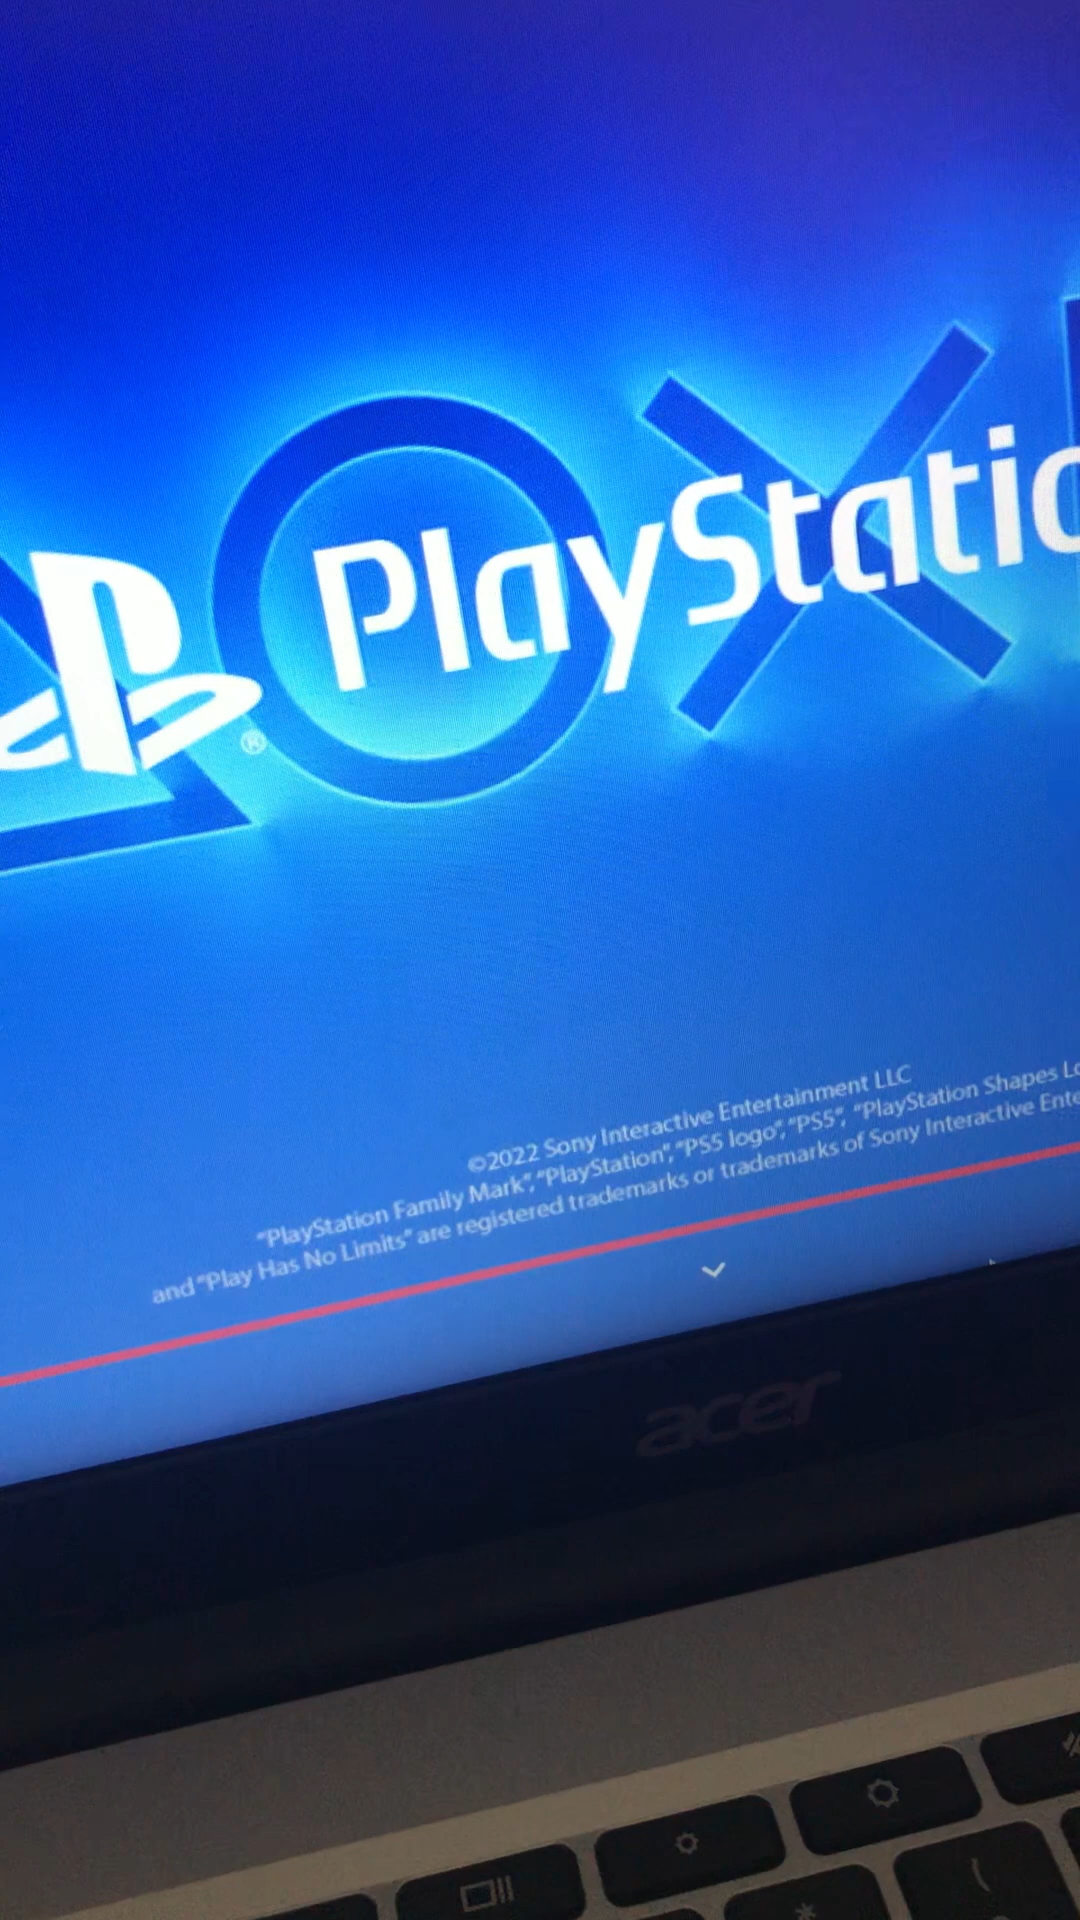 PlayStatio
®
©2022 Sony Interactive Entertainment LLC
"PlayStation Family Mark", "PlayStation", "PS5 logo", "PS5", "PlayStation Shapes Lo
and "Play Has No Limits" are registered trademarks or trademarks of Sony Interactive Ente
acer